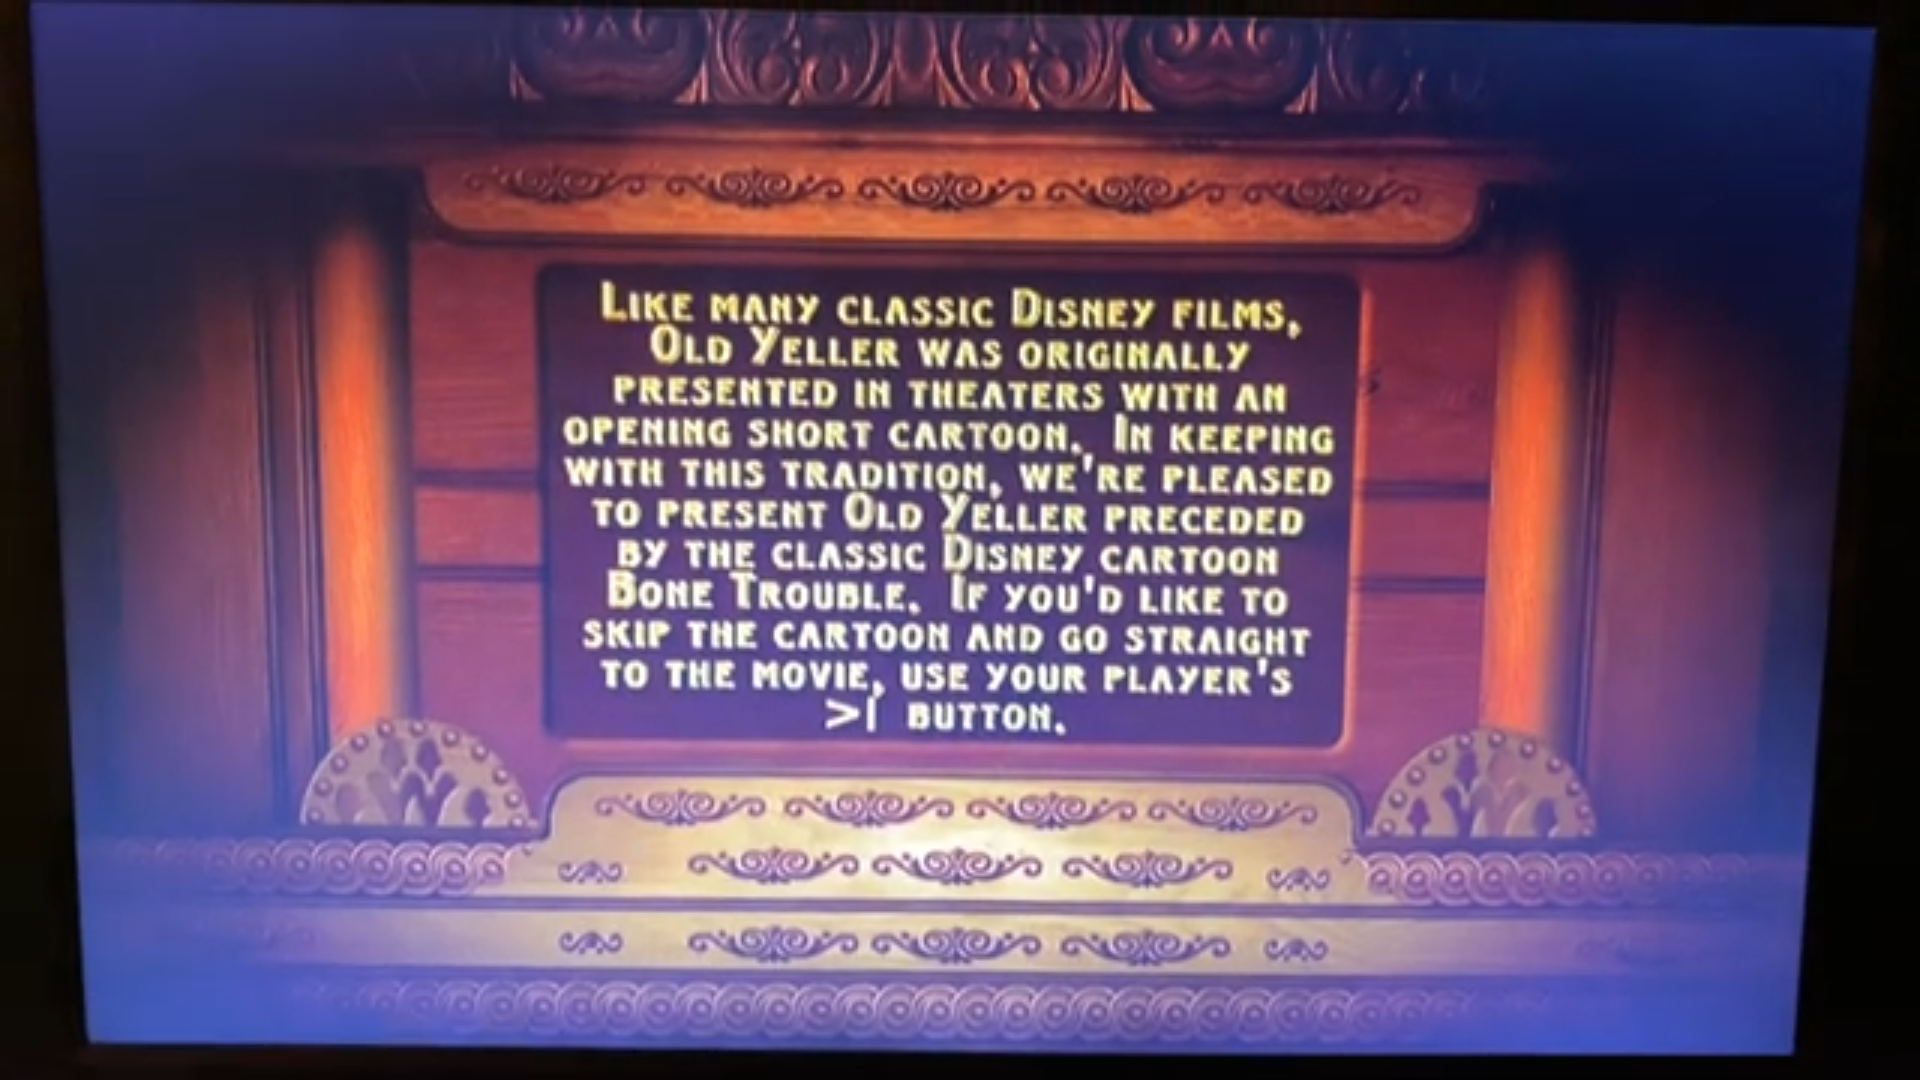 Like many classic Disney films,
Old Yeller was originally
presented in theaters with an
opening short cartoon. In keeping
with this tradition, we're pleased
to present Old Yeller preceded
by the classic Disney cartoon
Bone Trouble. If you'd like to
skip the cartoon and go straight
to the movie, use your player's
>| button.